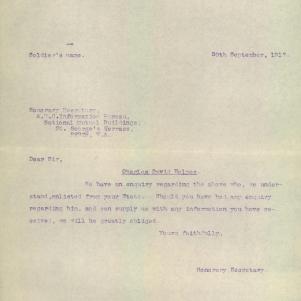 Soldier's name.
20th September, 1917.
Honorary Secretary,
A.R.C.Information Bureau,
National Mutual Buildings,
St. George's Terrace,
PERTH, W.A.
Dear Sir,
Charles David Holmes.
We have an enquiry regarding the above who, we under-
stand,enlisted from your State. Should you have had any enquiry
regarding him, and can supply us with any information you have re-
ceived, we will be greatly obliged.
Yours faithfully,
Honorary Secretary.